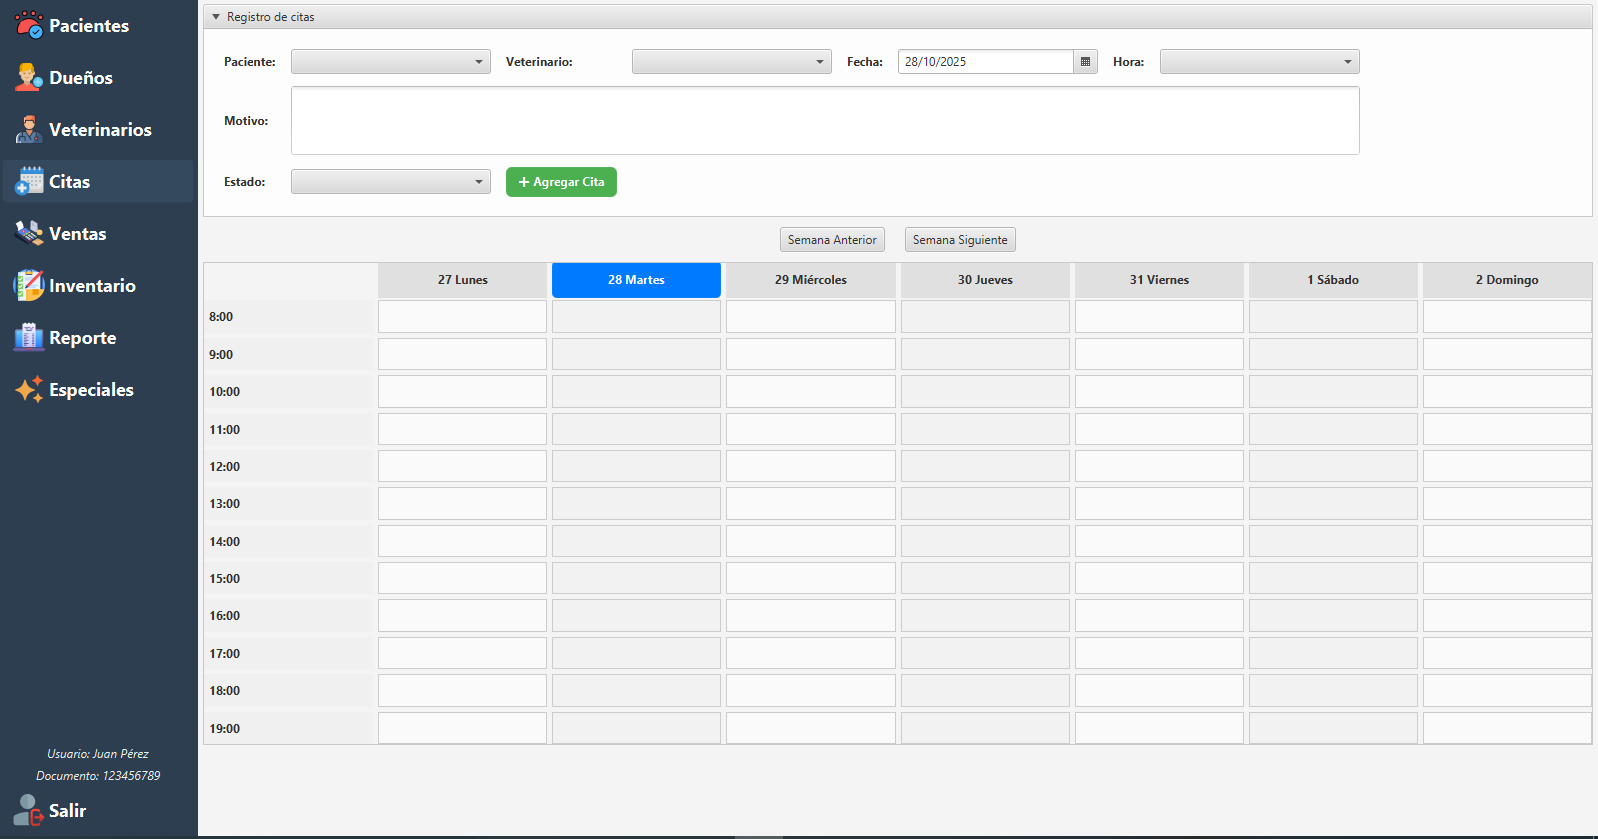 Pacientes
Dueños
Veterinarios
Citas
Ventas
Inventario
Reporte
Especiales
Usuario: Juan Pérez
Documento: 123456789
Salir
Registro de citas
Paciente: Veterinario: Fecha: 28/10/2025 Hora:
Motivo:
Estado: + Agregar Cita
Semana Anterior Semana Siguiente
27 Lunes 28 Martes 29 Miércoles 30 Jueves 31 Viernes 1 Sábado 2 Domingo
8:00
9:00
10:00
11:00
12:00
13:00
14:00
15:00
16:00
17:00
18:00
19:00